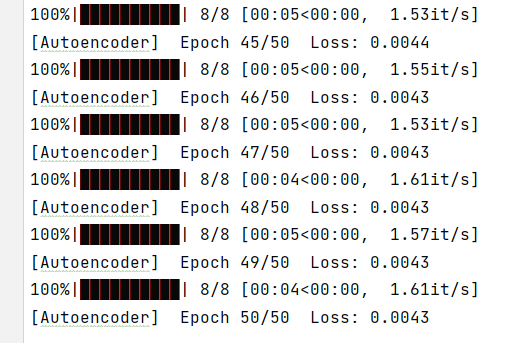 100%|██████████| 8/8 [00:05<00:00,  1.53it/s]
[Autoencoder]  Epoch 45/50  Loss: 0.0044
100%|██████████| 8/8 [00:05<00:00,  1.55it/s]
[Autoencoder]  Epoch 46/50  Loss: 0.0043
100%|██████████| 8/8 [00:05<00:00,  1.53it/s]
[Autoencoder]  Epoch 47/50  Loss: 0.0043
100%|██████████| 8/8 [00:04<00:00,  1.61it/s]
[Autoencoder]  Epoch 48/50  Loss: 0.0043
100%|██████████| 8/8 [00:05<00:00,  1.57it/s]
[Autoencoder]  Epoch 49/50  Loss: 0.0043
100%|██████████| 8/8 [00:04<00:00,  1.61it/s]
[Autoencoder]  Epoch 50/50  Loss: 0.0043